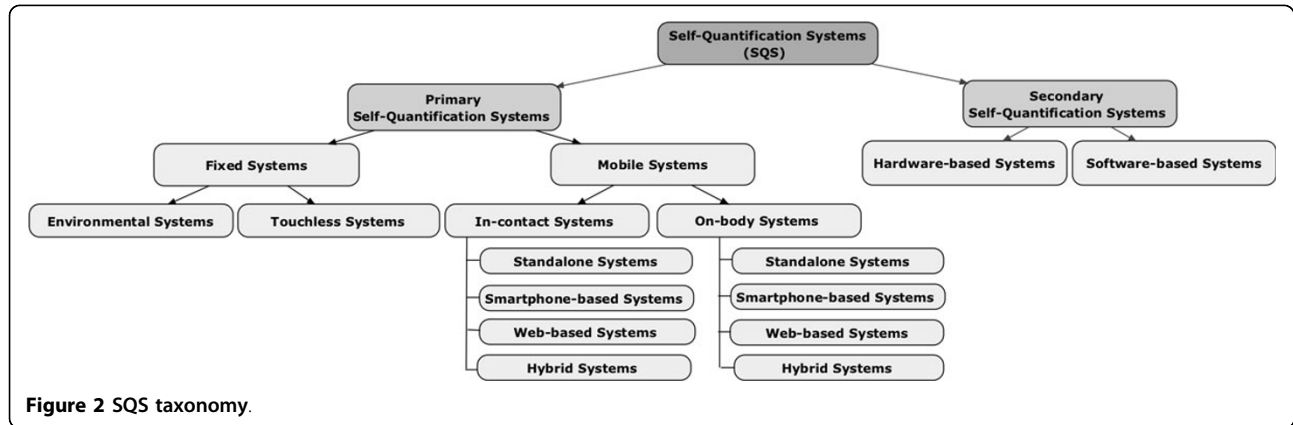 Self-Quantification Systems
(SQS)
Primary
Self-Quantification Systems
Secondary
Self-Quantification Systems
Fixed Systems
Mobile Systems
Hardware-based Systems
Software-based Systems
Environmental Systems
Touchless Systems
In-contact Systems
On-body Systems
Standalone Systems
Smartphone-based Systems
Web-based Systems
Hybrid Systems
Standalone Systems
Smartphone-based Systems
Web-based Systems
Hybrid Systems
Figure 2 SQS taxonomy.